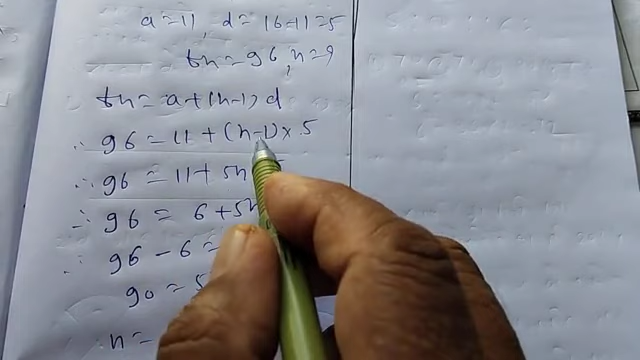 a = 11, d = 16-11 = 5
tn = 96, n = ?
tn = a + (n-1) d
∴ 96 = 11 + (n-1) × 5
∴ 96 = 11 + 5n
∴ 96 = 6 + 5n
∴ 96 - 6 =
90 = 5
n =